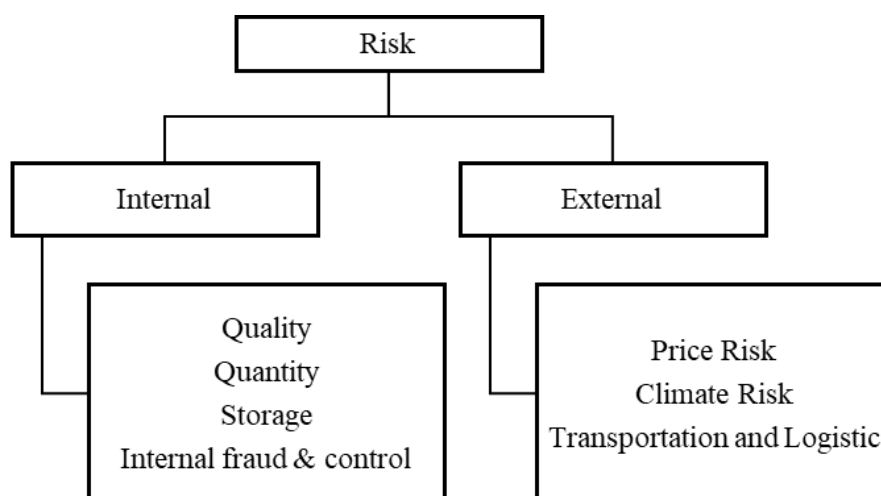 Risk
Internal
External
Quality
Quantity
Storage
Internal fraud & control
Price Risk
Climate Risk
Transportation and Logistic